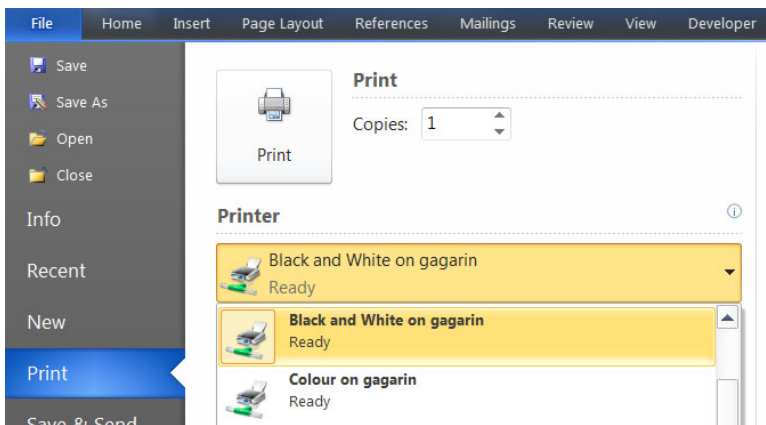 File Home Insert Page Layout References Mailings Review View Developer
Save
Save As
Open
Close
Info
Recent
New
Print
Save & Send
Print
Print
Copies: 1
Printer
Black and White on gagarin
Ready
Black and White on gagarin
Ready
Colour on gagarin
Ready